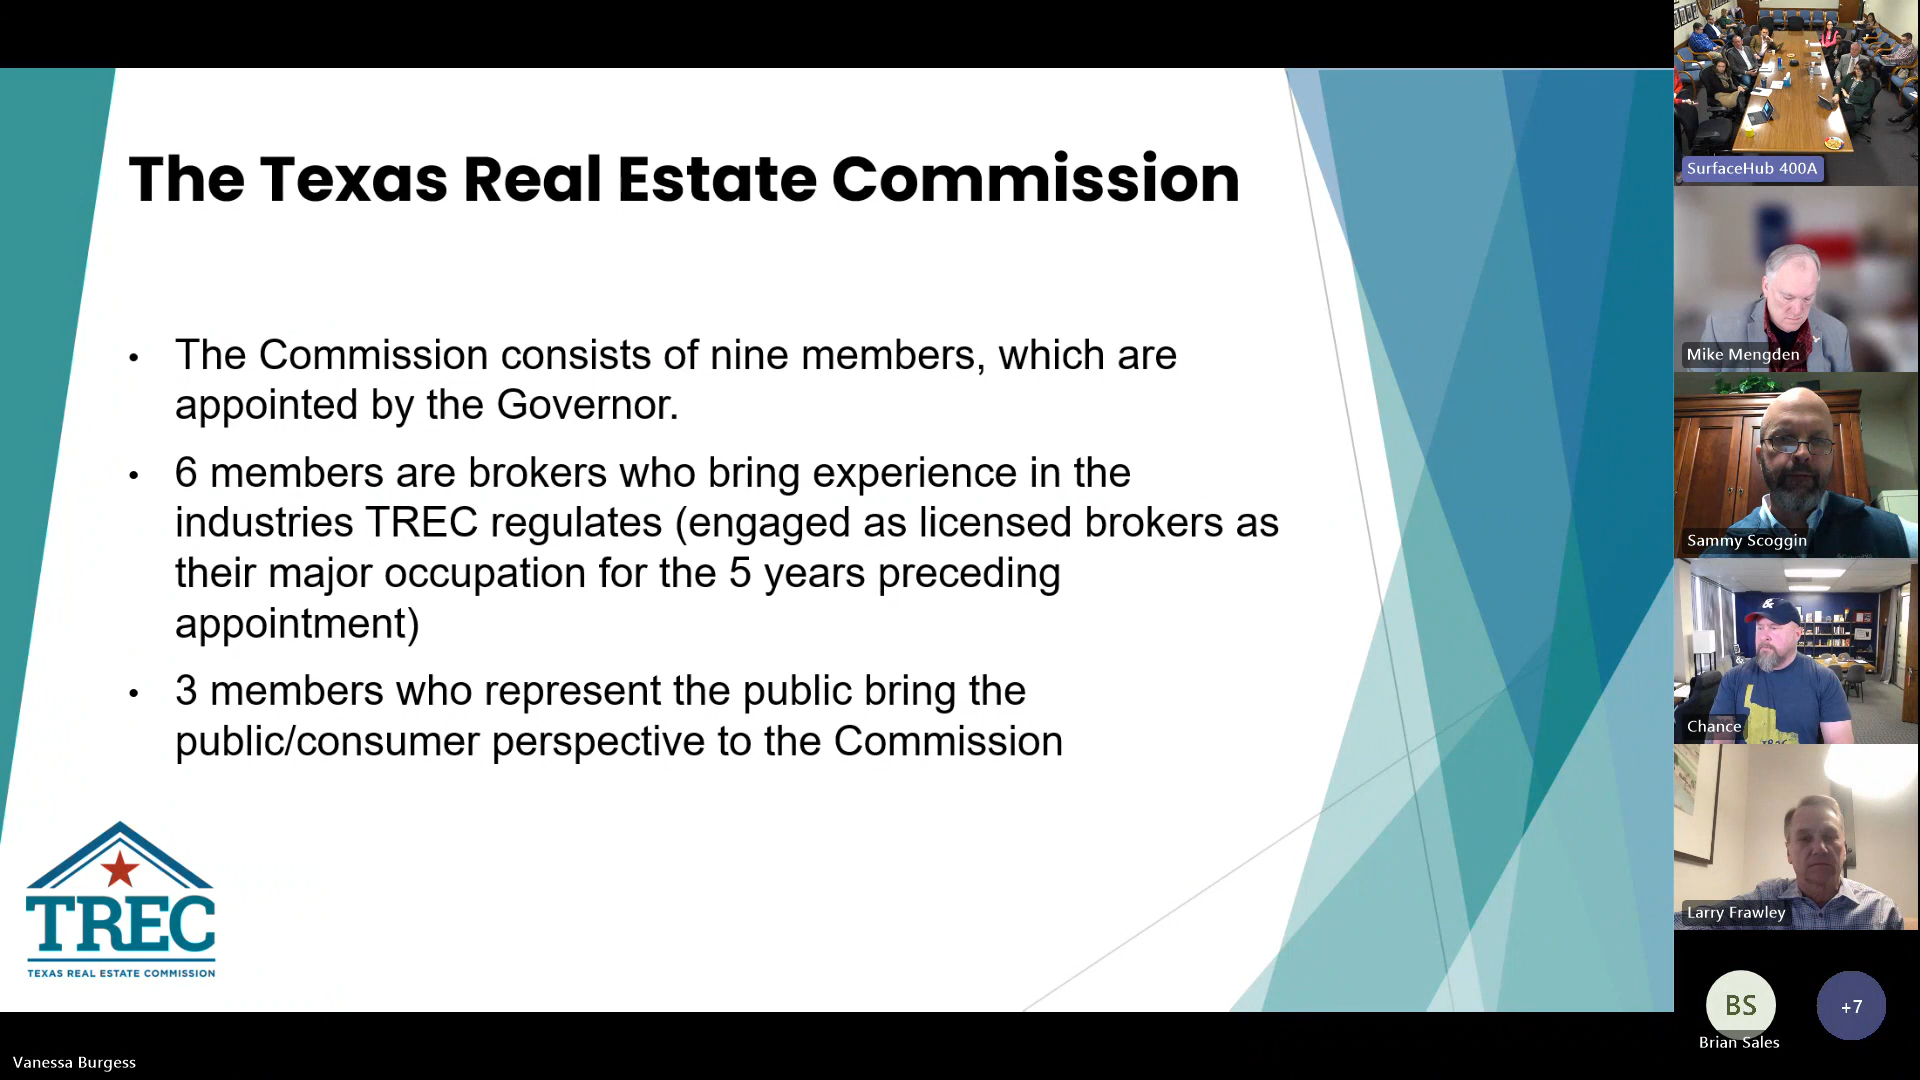 The Texas Real Estate Commission
• The Commission consists of nine members, which are
appointed by the Governor.
• 6 members are brokers who bring experience in the
industries TREC regulates (engaged as licensed brokers as
their major occupation for the 5 years preceding
appointment)
• 3 members who represent the public bring the
public/consumer perspective to the Commission
TREC
TEXAS REAL ESTATE COMMISSION
Vanessa Burgess
SurfaceHub 400A
Mike Mengden
Sammy Scoggin
&
Chance
Larry Frawley
BS
Brian Sales
+7